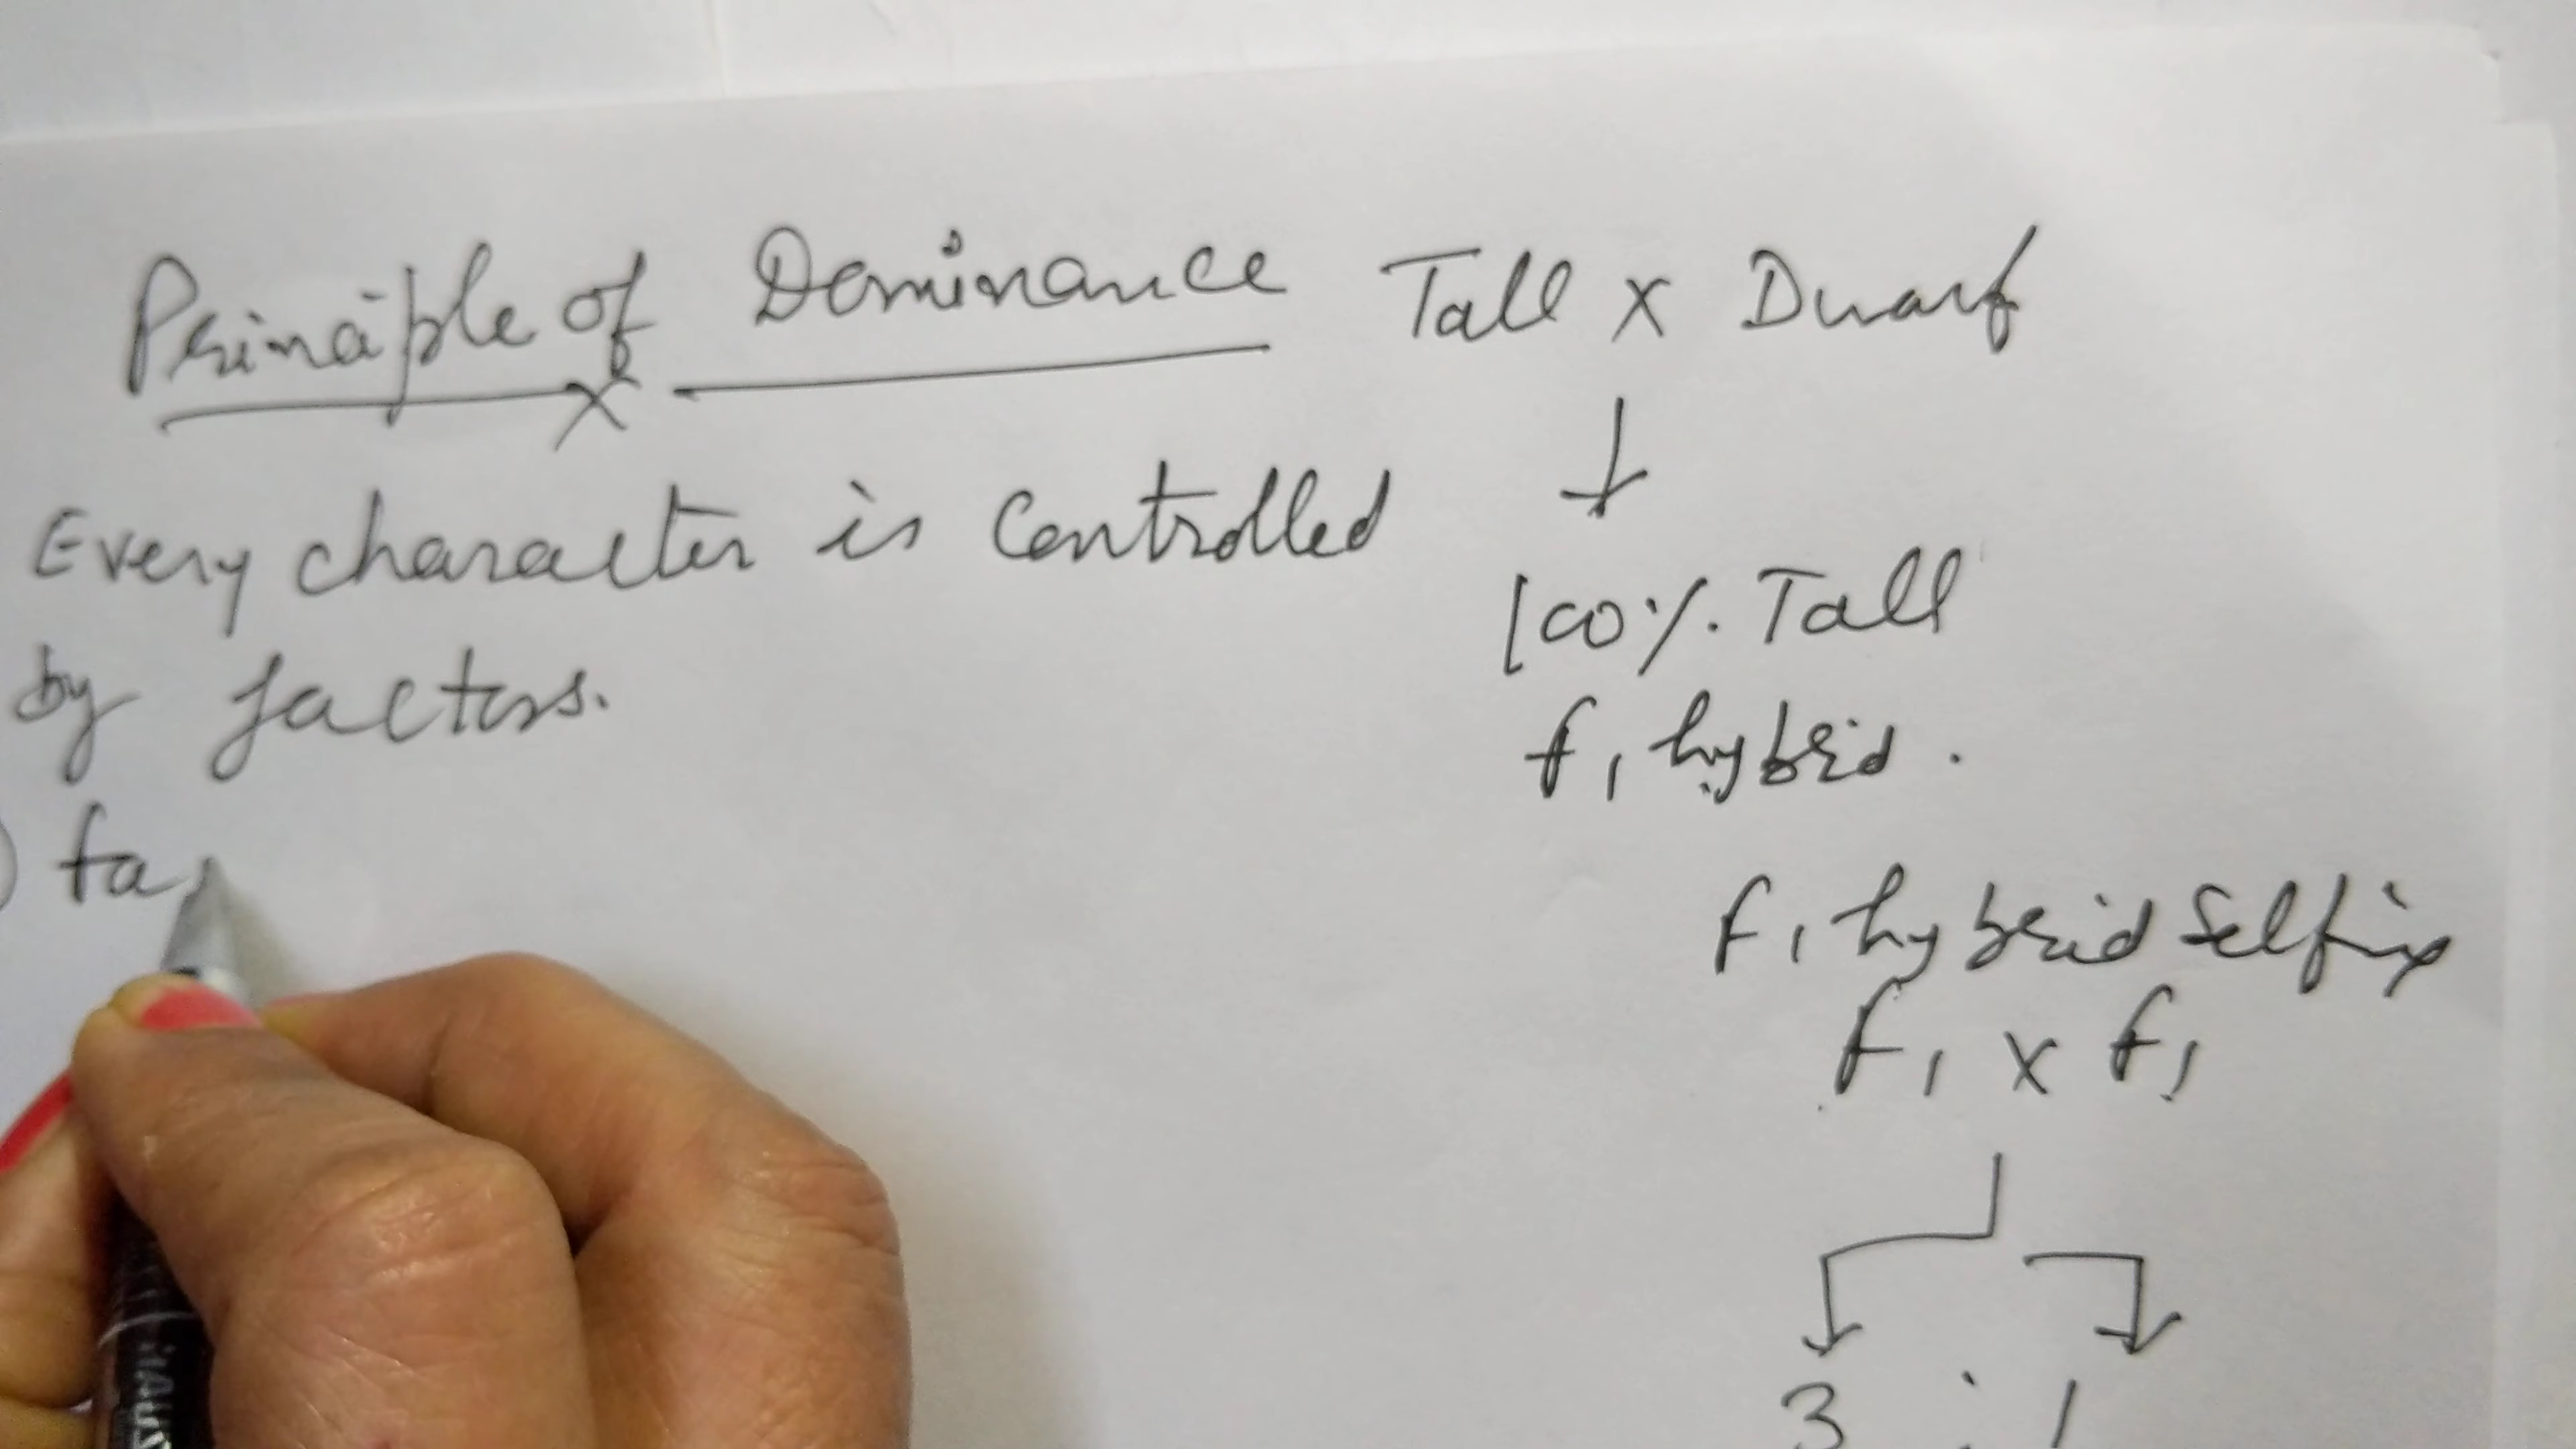 Principle of Dominance
Every character is Controlled
by factors.
Tall x Dwarf
100%. Tall
F1 hybrid.
F1 hybrid Selfing
F1 x F1
3 : 1